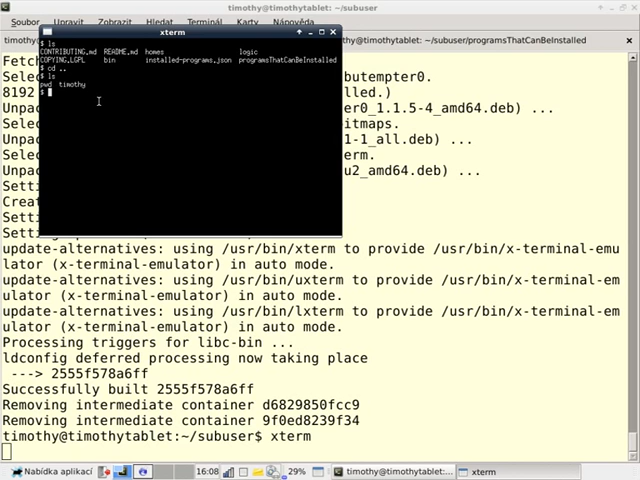 timothy@timothytablet: ~/subuser
Soubor Upravit Zobrazit Hledat Terminál Karty Nápověda
timothy@timothytablet: ~/subuser/programsThatCanBeInstalled
xterm
$ ls
CONTRIBUTING.md README.md homes logic
COPYING.LGPL bin installed-programs.json programsThatCanBeInstalled
$ cd ..
$ ls
pwd timothy
$
Fetc
Selec butempter0.
8192 lled.)
Unpa er0_1.1.5-4_amd64.deb) ...
Selec itmaps.
Unpa 1-1_all.deb) ...
Selec erm.
Unpa u2_amd64.deb) ...
Setti
Crea
Setti
Setti
update-alternatives: using /usr/bin/xterm to provide /usr/bin/x-terminal-emu
lator (x-terminal-emulator) in auto mode.
update-alternatives: using /usr/bin/uxterm to provide /usr/bin/x-terminal-em
ulator (x-terminal-emulator) in auto mode.
update-alternatives: using /usr/bin/lxterm to provide /usr/bin/x-terminal-em
ulator (x-terminal-emulator) in auto mode.
Processing triggers for libc-bin ...
ldconfig deferred processing now taking place
---> 2555f578a6ff
Successfully built 2555f578a6ff
Removing intermediate container d6829850fcc9
Removing intermediate container 9f0ed8239f34
timothy@timothytablet:~/subuser$ xterm
Nabídka aplikací 16:08 29% timothy@timothytablet:... xterm